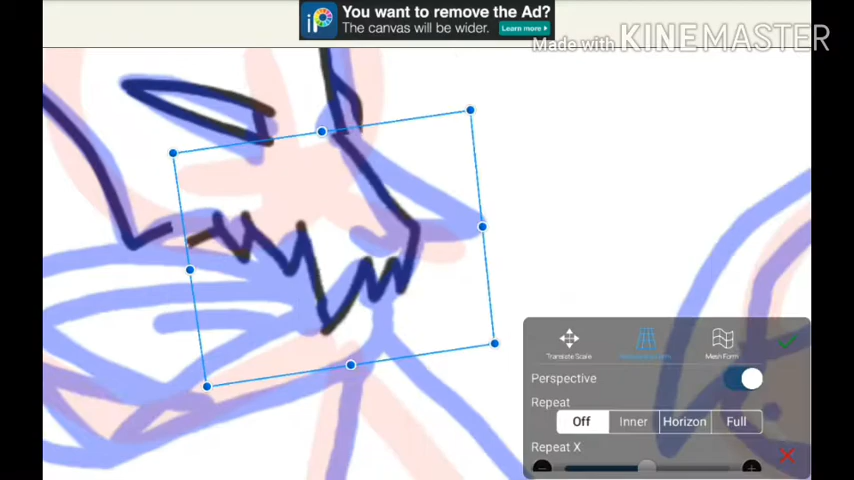 You want to remove the Ad?
The canvas will be wider.
Learn more
iP
Made with KINEMASTER
Translate Scale
Mesh Form
Perspective
Repeat
Off
Inner
Horizon
Full
Repeat X